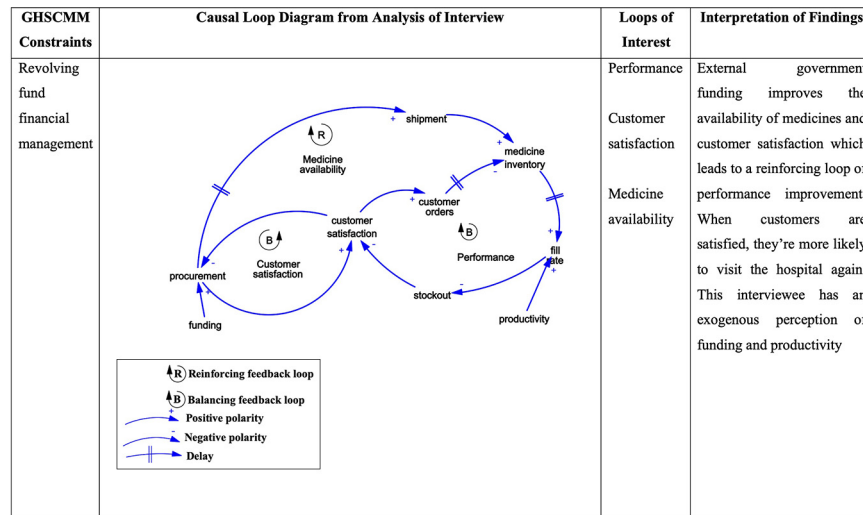 GHSCMM Constraints
Causal Loop Diagram from Analysis of Interview
Loops of Interest
Interpretation of Findings
Revolving
fund
financial
management
+
shipment
R
Medicine
availability
+
medicine
inventory
-
customer
orders
+
customer
satisfaction
+
-
B
Customer
satisfaction
B
Performance
+
fill
rate
+
-
procurement
+
-
stockout
funding
productivity
R Reinforcing feedback loop
B Balancing feedback loop
+
Positive polarity
-
Negative polarity
Delay
Performance
Customer
satisfaction
Medicine
availability
External government
funding improves the
availability of medicines and
customer satisfaction which
leads to a reinforcing loop of
performance improvement
When customers are
satisfied, they're more likely
to visit the hospital again
This interviewee has an
exogenous perception of
funding and productivity